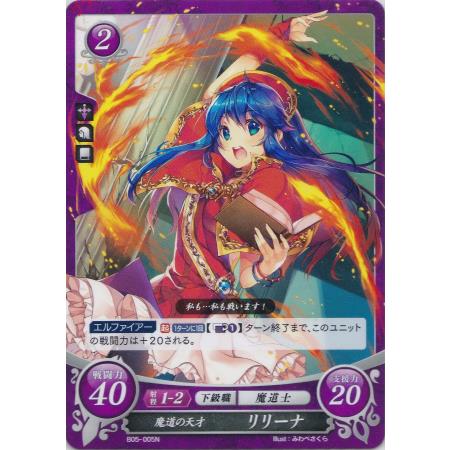 2
私も…私も戦います!
エルファイアー 起 1ターンに1回 【1】ターン終了まで、このユニット
の戦闘力は+20される。
戦闘力
40
射程 1-2 下級職 魔道士
支援力
20
魔道の天才 リリーナ
B05-005N
Illust:みわべさくら